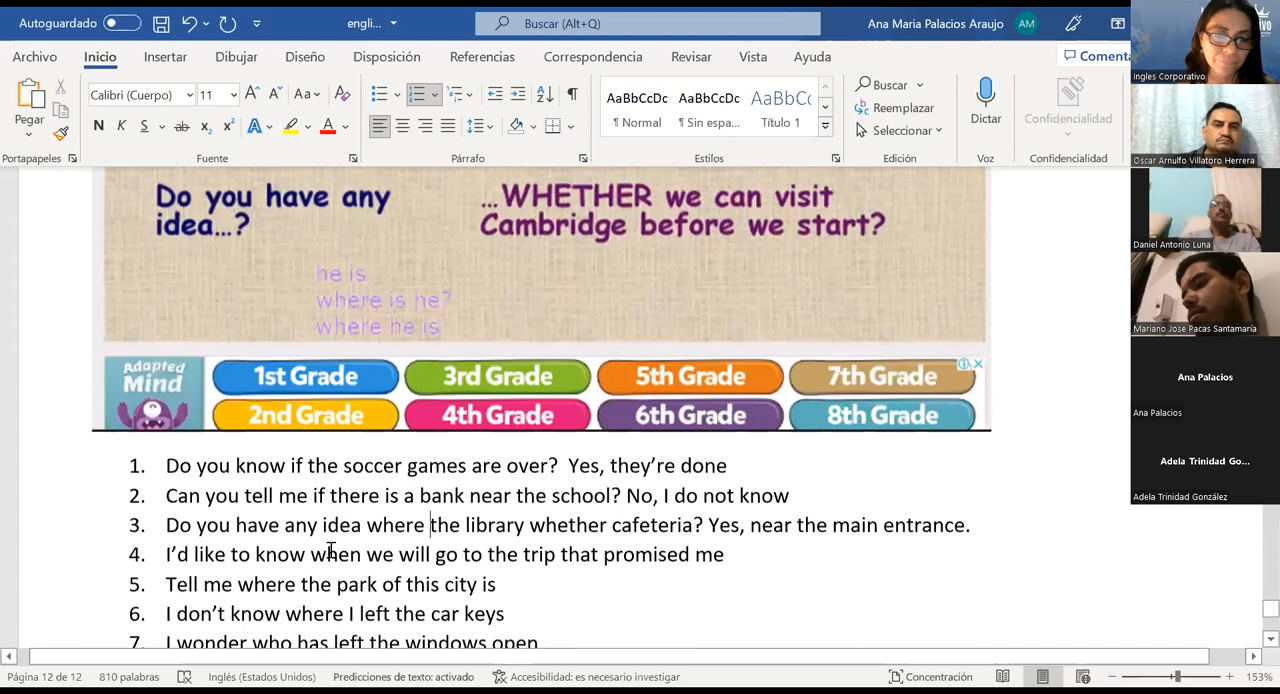 Autoguardado
engli...
Buscar (Alt+Q)
Ana Maria Palacios Araujo
AM
Archivo
Inicio
Insertar
Dibujar
Diseño
Disposición
Referencias
Correspondencia
Revisar
Vista
Ayuda
Comenta
Pegar
Calibri (Cuerpo)
11
Aa
N K S ab x₂ x²
AaBbCcDc AaBbCcDc AaBbCc
¶ Normal ¶ Sin espa... Título 1
Buscar
Reemplazar
Seleccionar
Dictar
Confidencialidad
Portapapeles
Fuente
Párrafo
Estilos
Edición
Voz
Confidencialidad
Do you have any idea...?
...WHETHER we can visit
Cambridge before we start?
he is
where is he?
where he is
Adapted
Mind
1st Grade 3rd Grade 5th Grade 7th Grade
2nd Grade 4th Grade 6th Grade 8th Grade
1. Do you know if the soccer games are over? Yes, they’re done
2. Can you tell me if there is a bank near the school? No, I do not know
3. Do you have any idea where the library whether cafeteria? Yes, near the main entrance.
4. I’d like to know when we will go to the trip that promised me
5. Tell me where the park of this city is
6. I don’t know where I left the car keys
7. I wonder who has left the windows open
Página 12 de 12
810 palabras
Inglés (Estados Unidos)
Predicciones de texto: activado
Accesibilidad: es necesario investigar
Concentración
153%
Ingles Corporativo
Oscar Arnulfo Villatoro Herrera
Daniel Antonio Luna
Mariano Jose Pacas Santamaría
Ana Palacios
Ana Palacios
Adela Trinidad Go...
Adela Trinidad González